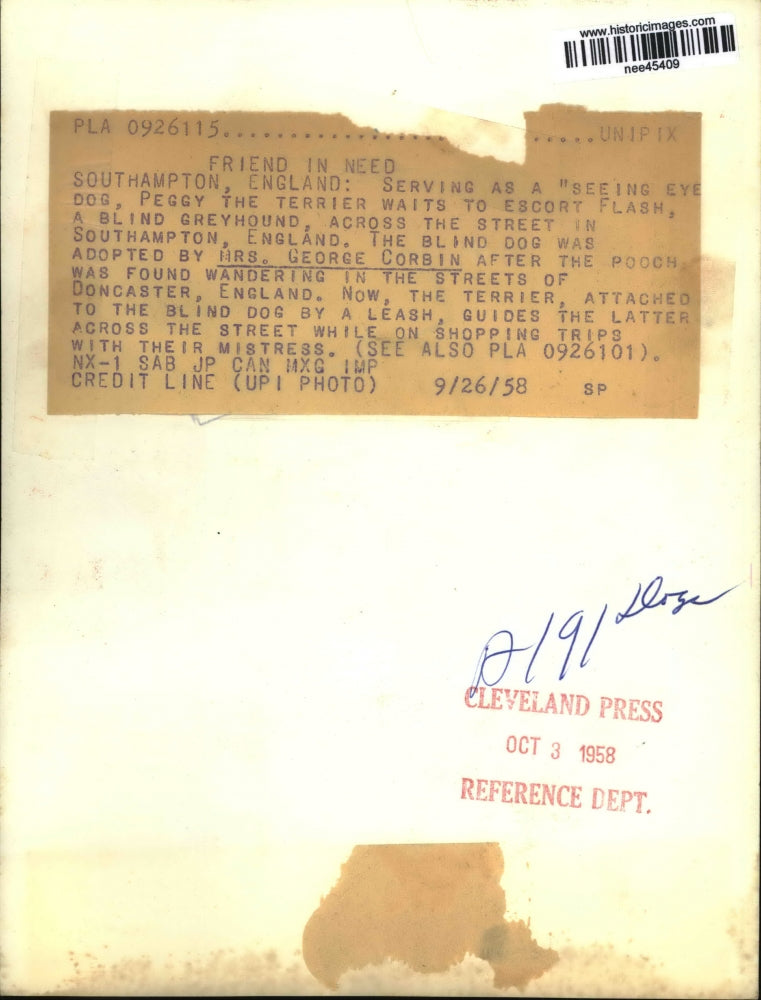 www.historicimages.com
nee45409
PLA 0926115.......................UNIPIX
FRIEND IN NEED
SOUTHAMPTON, ENGLAND: SERVING AS A "SEEING EYE
DOG, PEGGY THE TERRIER WAITS TO ESCORT FLASH,
A BLIND GREYHOUND, ACROSS THE STREET IN
SOUTHAMPTON, ENGLAND. THE BLIND DOG WAS
ADOPTED BY MRS. GEORGE CORBIN AFTER THE POOCH
WAS FOUND WANDERING IN THE STREETS OF
DONCASTER, ENGLAND. NOW, THE TERRIER, ATTACHED
TO THE BLIND DOG BY A LEASH, GUIDES THE LATTER
ACROSS THE STREET WHILE ON SHOPPING TRIPS
WITH THEIR MISTRESS. (SEE ALSO PLA 0926101).
NX-1 SAB JP CAN MXG IMP
CREDIT LINE (UPI PHOTO) 9/26/58 SP
191 Dogs
CLEVELAND PRESS
OCT 3 1958
REFERENCE DEPT.